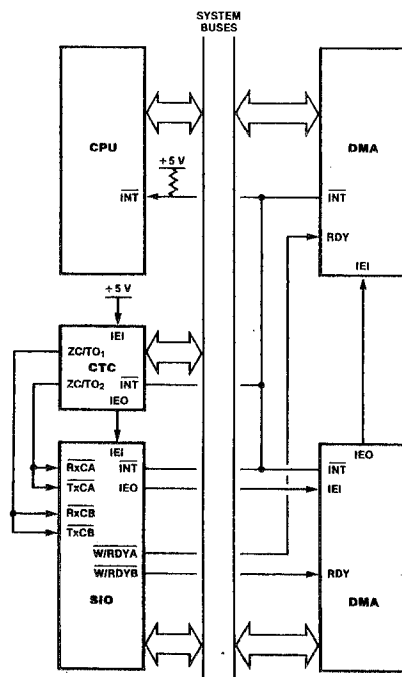 SYSTEM
BUSES
CPU
+5 V
INT
DMA
INT
RDY
IEI
+5 V
IEI
ZC/TO1
CTC
ZC/TO2
INT
IEO
IEI
RxCA
INT
TxCA
IEO
RxCB
TxCB
W/RDYA
W/RDYB
SIO
IEO
INT
IEI
RDY
DMA